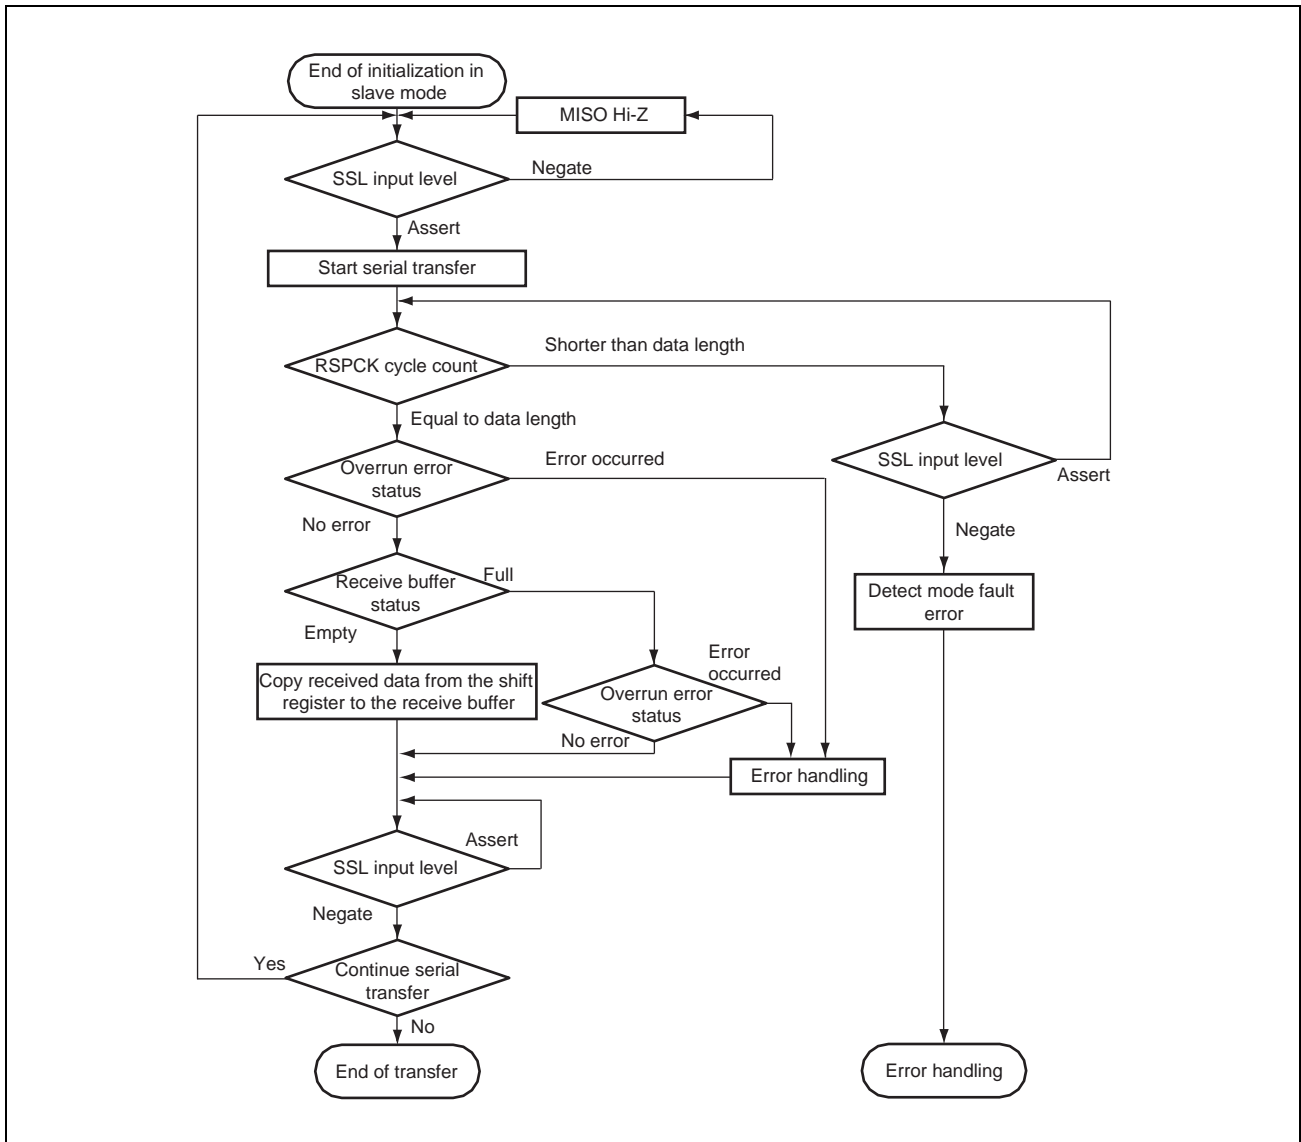 End of initialization in
slave mode
MISO Hi-Z
SSL input level
Negate
Assert
Start serial transfer
RSPCK cycle count
Shorter than data length
Equal to data length
SSL input level
Assert
Negate
Overrun error
status
Error occurred
No error
Receive buffer
status
Full
Empty
Detect mode fault
error
Copy received data from the shift
register to the receive buffer
Error
occurred
Overrun error
status
No error
Error handling
Assert
SSL input level
Negate
Yes
Continue serial
transfer
No
End of transfer
Error handling